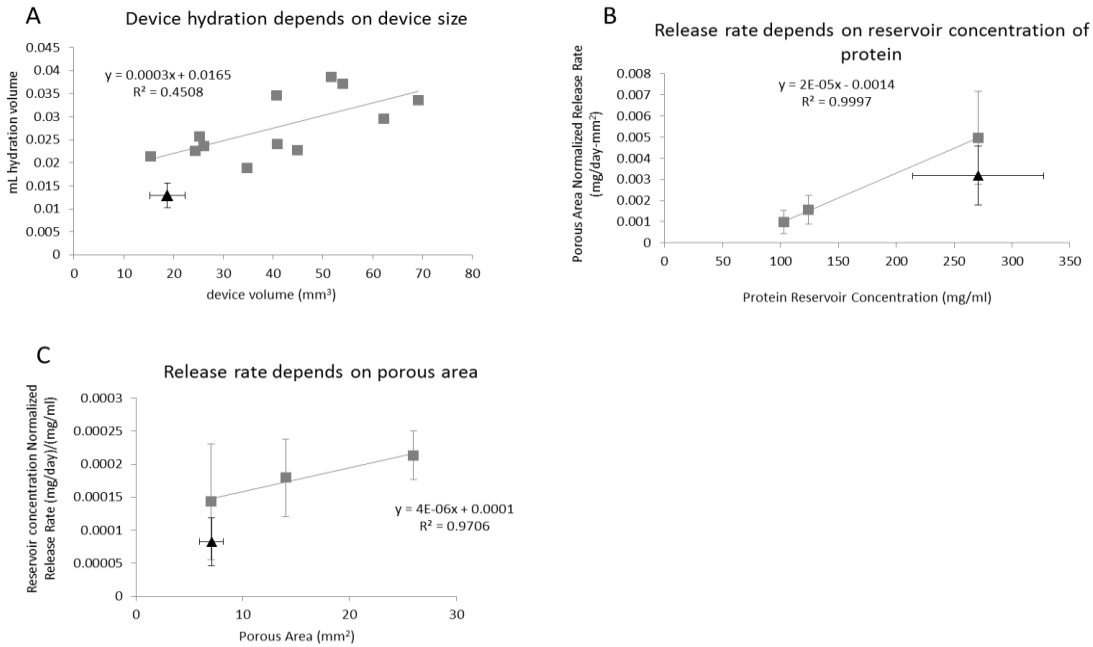 A
Device hydration depends on device size
mL hydration volume
0.045
0.04
0.035
0.03
0.025
0.02
0.015
0.01
0.005
0
y = 0.0003x + 0.0165
R² = 0.4508
0 10 20 30 40 50 60 70 80
device volume (mm³)
B
Release rate depends on reservoir concentration of
protein
Porous Area Normalized Release Rate
(mg/day-mm²)
0.008
0.007
0.006
0.005
0.004
0.003
0.002
0.001
0
y = 2E-05x - 0.0014
R² = 0.9997
0 50 100 150 200 250 300 350
Protein Reservoir Concentration (mg/ml)
C
Release rate depends on porous area
Reservoir concentration Normalized
Release Rate (mg/day)/(mg/ml)
0.0003
0.00025
0.0002
0.00015
0.0001
0.00005
0
y = 4E-06x + 0.0001
R² = 0.9706
0 10 20 30
Porous Area (mm²)